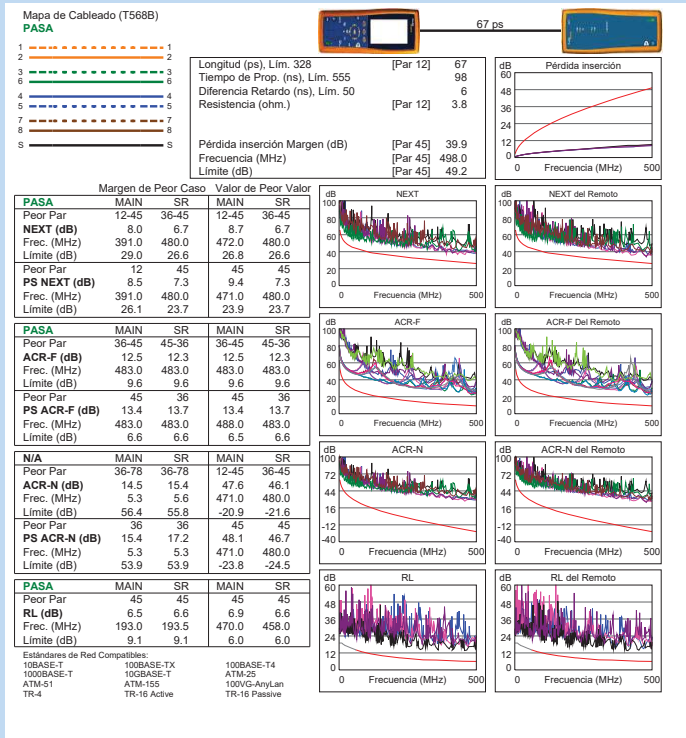 Mapa de Cableado (T568B)
PASA
1 1
2 2
3 3
6 6
4 4
5 5
7 7
8 8
S S
67 ps
Longitud (ps), Lím. 328 [Par 12] 67
Tiempo de Prop. (ns), Lím. 555 98
Diferencia Retardo (ns), Lím. 50 6
Resistencia (ohm.) [Par 12] 3.8
Pérdida inserción Margen (dB) [Par 45] 39.9
Frecuencia (MHz) [Par 45] 498.0
Límite (dB) [Par 45] 49.2
dB Pérdida inserción
60
48
36
24
12
0
0 Frecuencia (MHz) 500
Margen de Peor Caso Valor de Peor Valor
PASA MAIN SR MAIN SR
Peor Par 12-45 36-45 12-45 36-45
NEXT (dB) 8.0 6.7 8.7 6.7
Frec. (MHz) 391.0 480.0 472.0 480.0
Límite (dB) 29.0 26.6 26.8 26.6
Peor Par 12 45 45 45
PS NEXT (dB) 8.5 7.3 9.4 7.3
Frec. (MHz) 391.0 480.0 471.0 480.0
Límite (dB) 26.1 23.7 23.9 23.7
dB NEXT
100
80
60
40
20
0
0 Frecuencia (MHz) 500
dB NEXT del Remoto
100
80
60
40
20
0
0 Frecuencia (MHz) 500
PASA MAIN SR MAIN SR
Peor Par 36-45 45-36 36-45 45-36
ACR-F (dB) 12.5 12.3 12.5 12.3
Frec. (MHz) 483.0 483.0 483.0 483.0
Límite (dB) 9.6 9.6 9.6 9.6
Peor Par 45 36 45 36
PS ACR-F (dB) 13.4 13.7 13.4 13.7
Frec. (MHz) 483.0 483.0 488.0 483.0
Límite (dB) 6.6 6.6 6.5 6.6
dB ACR-F
100
80
60
40
20
0
0 Frecuencia (MHz) 500
dB ACR-F Del Remoto
100
80
60
40
20
0
0 Frecuencia (MHz) 500
N/A MAIN SR MAIN SR
Peor Par 36-78 36-78 12-45 36-45
ACR-N (dB) 14.5 15.4 47.6 46.1
Frec. (MHz) 5.3 5.6 471.0 480.0
Límite (dB) 56.4 55.8 -20.9 -21.6
Peor Par 36 36 45 45
PS ACR-N (dB) 15.4 17.2 48.1 46.7
Frec. (MHz) 5.3 5.3 471.0 480.0
Límite (dB) 53.9 53.9 -23.8 -24.5
dB ACR-N
100
72
44
16
-12
-40
0 Frecuencia (MHz) 500
dB ACR-N del Remoto
100
72
44
16
-12
-40
0 Frecuencia (MHz) 500
PASA MAIN SR MAIN SR
Peor Par 45 45 45 45
RL (dB) 6.5 6.6 6.9 6.6
Frec. (MHz) 193.0 193.5 470.0 458.0
Límite (dB) 9.1 9.1 6.0 6.0
dB RL
60
48
36
24
12
0
0 Frecuencia (MHz) 500
dB RL del Remoto
60
48
36
24
12
0
0 Frecuencia (MHz) 500
Estándares de Red Compatibles:
10BASE-T 100BASE-TX 100BASE-T4
1000BASE-T 10GBASE-T ATM-25
ATM-51 ATM-155 100VG-AnyLan
TR-4 TR-16 Active TR-16 Passive